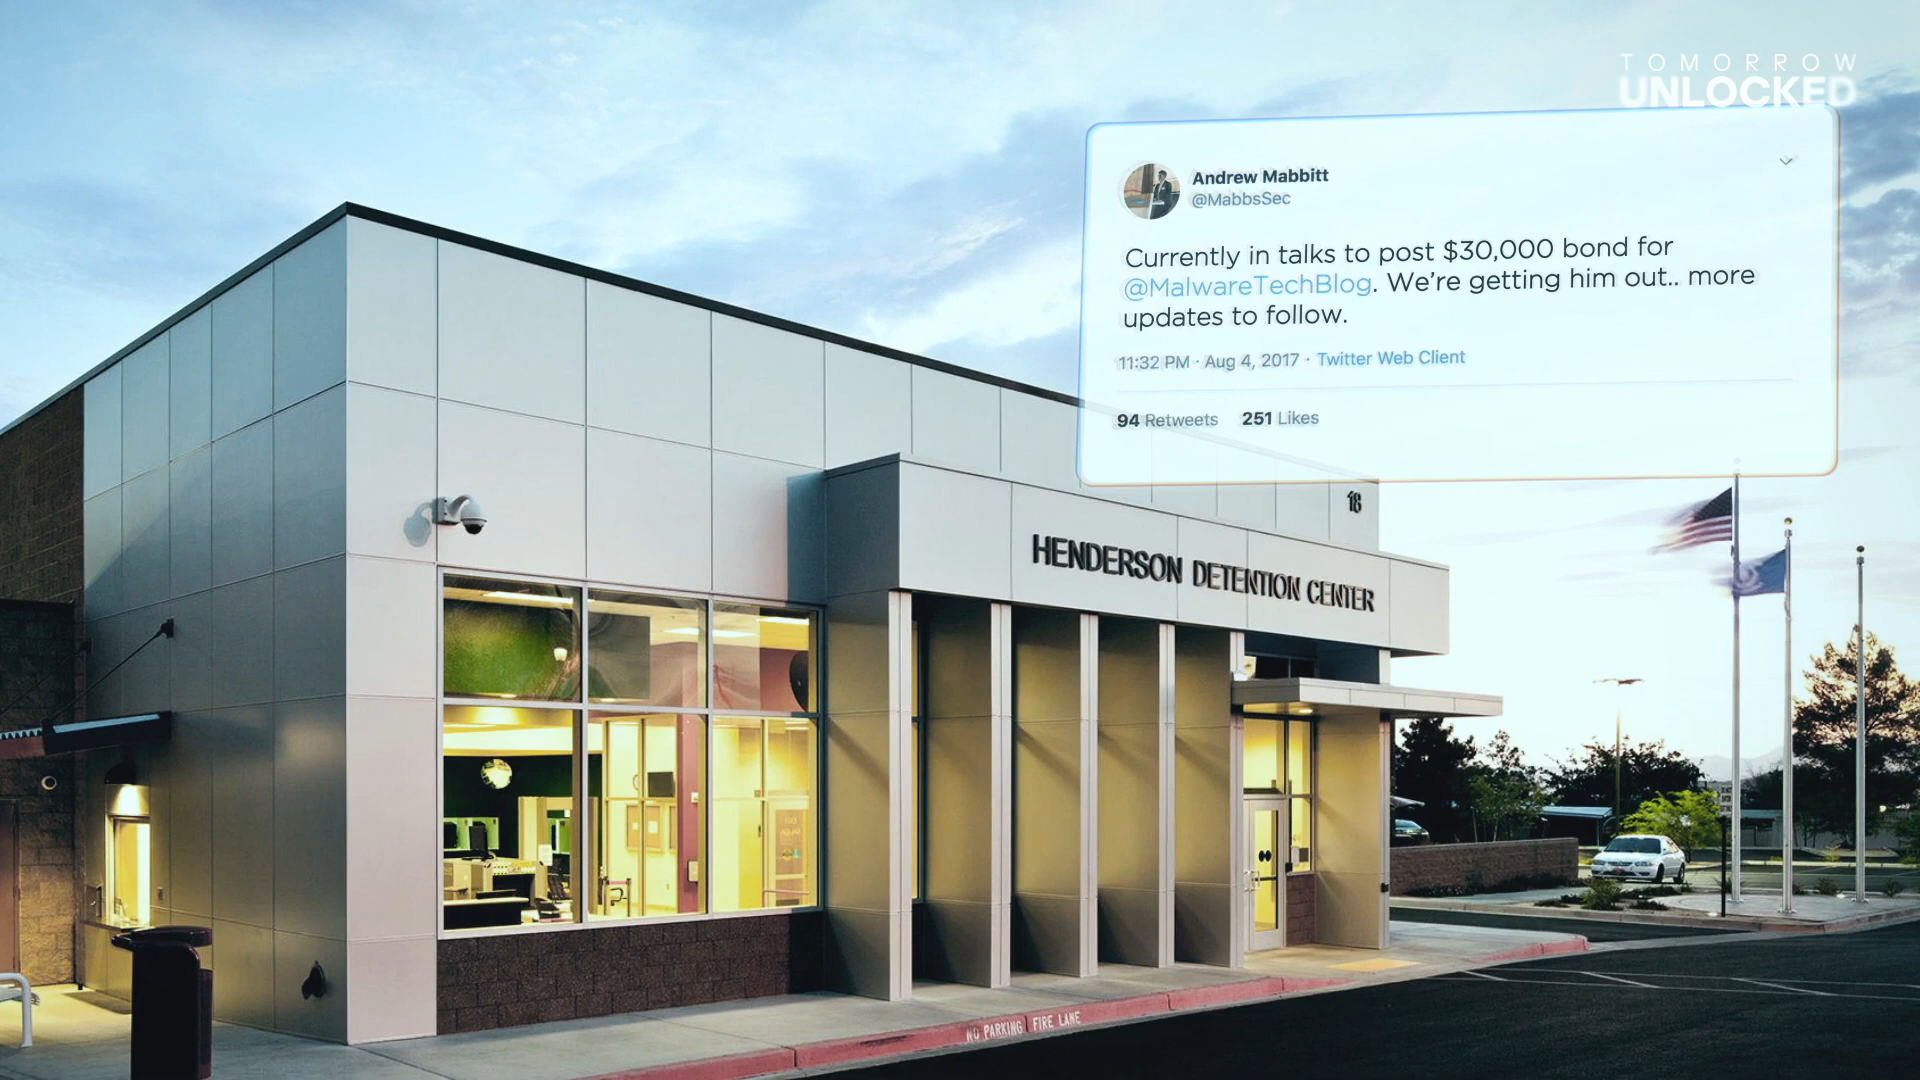 TOMORROW
UNLOCKED
Andrew Mabbitt
@MabbsSec
Currently in talks to post $30,000 bond for
@MalwareTechBlog. We’re getting him out.. more
updates to follow.
11:32 PM · Aug 4, 2017 · Twitter Web Client
94 Retweets 251 Likes
18
HENDERSON DETENTION CENTER
NO PARKING FIRE LANE